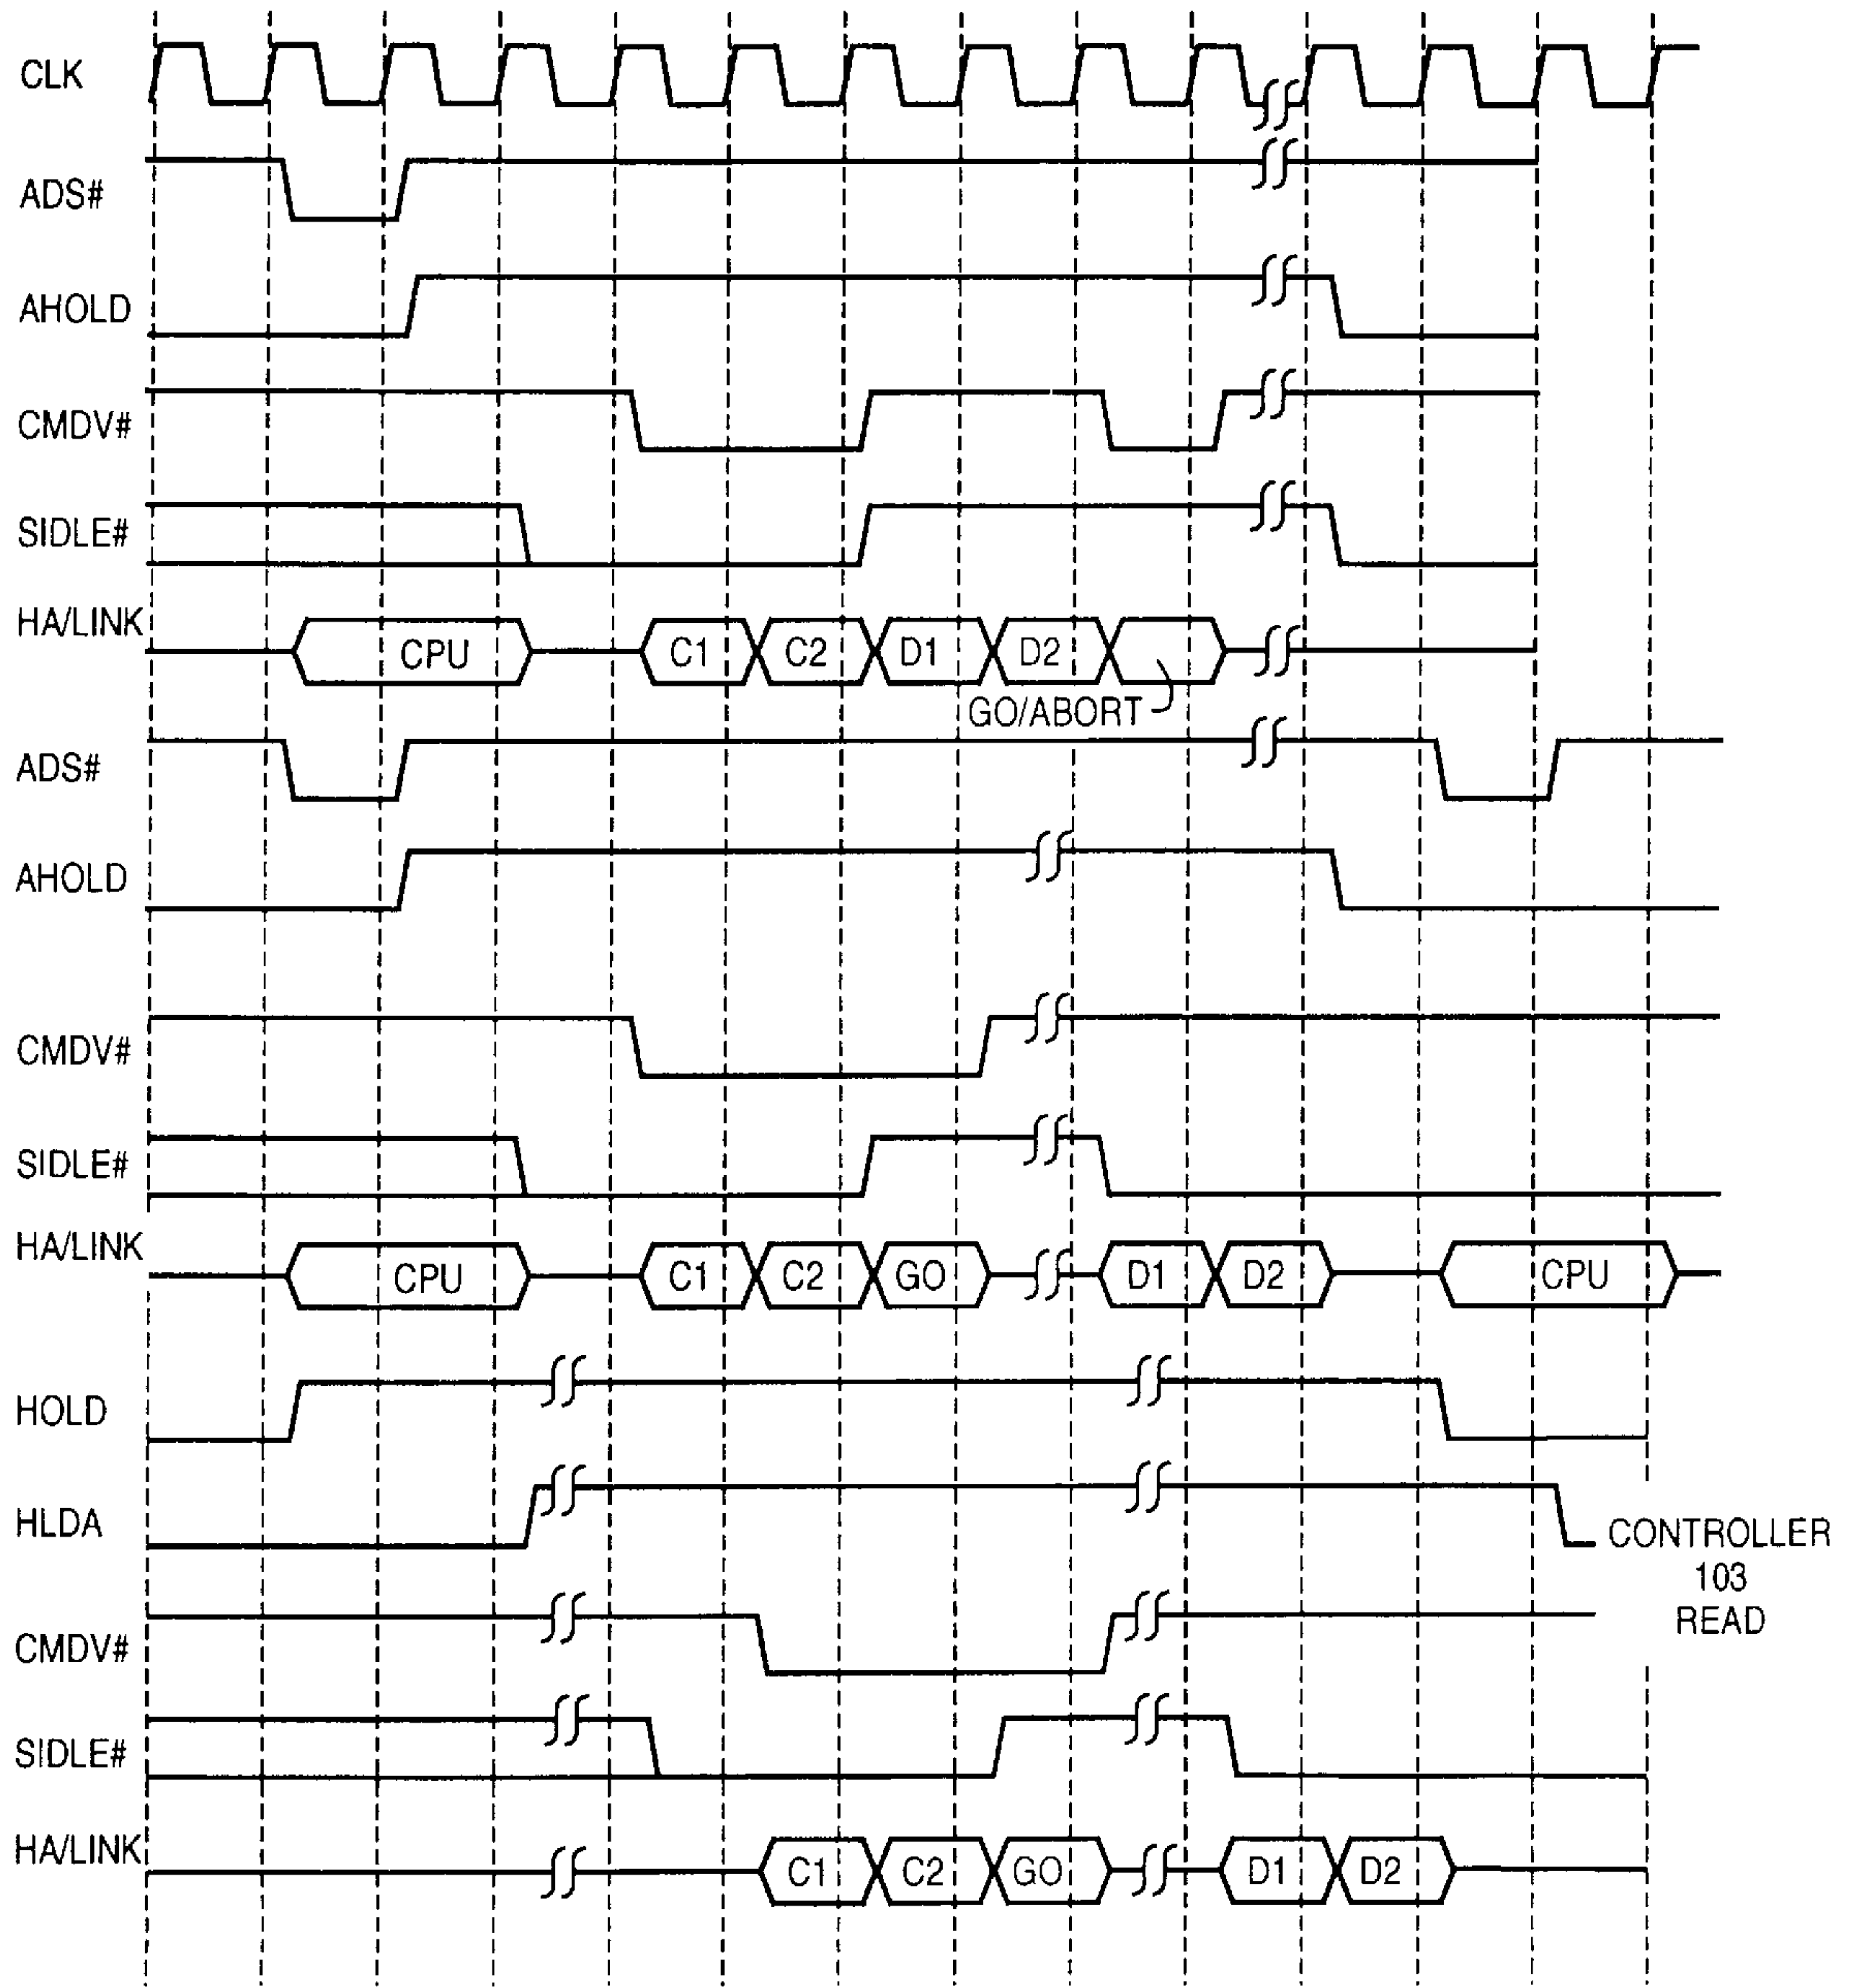 CLK
ADS#
AHOLD
CMDV#
SIDLE#
HA/LINK
CPU C1 C2 D1 D2
GO/ABORT
ADS#
AHOLD
CMDV#
SIDLE#
HA/LINK
CPU C1 C2 GO D1 D2 CPU
HOLD
HLDA
CONTROLLER
103
READ
CMDV#
SIDLE#
HA/LINK
C1 C2 GO D1 D2